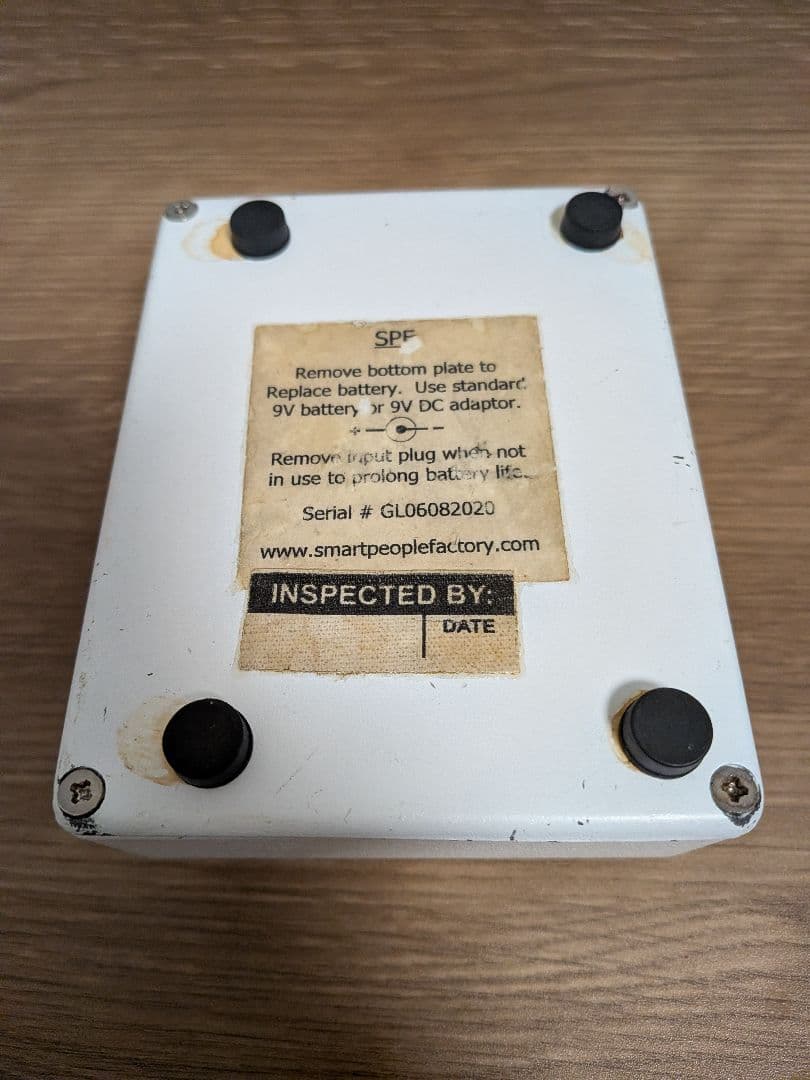 SPF
Remove bottom plate to
Replace battery. Use standard
9V battery or 9V DC adaptor.
+ -
Remove input plug when not
in use to prolong battery life.
Serial # GL06082020
www.smartpeoplefactory.com
INSPECTED BY:
DATE